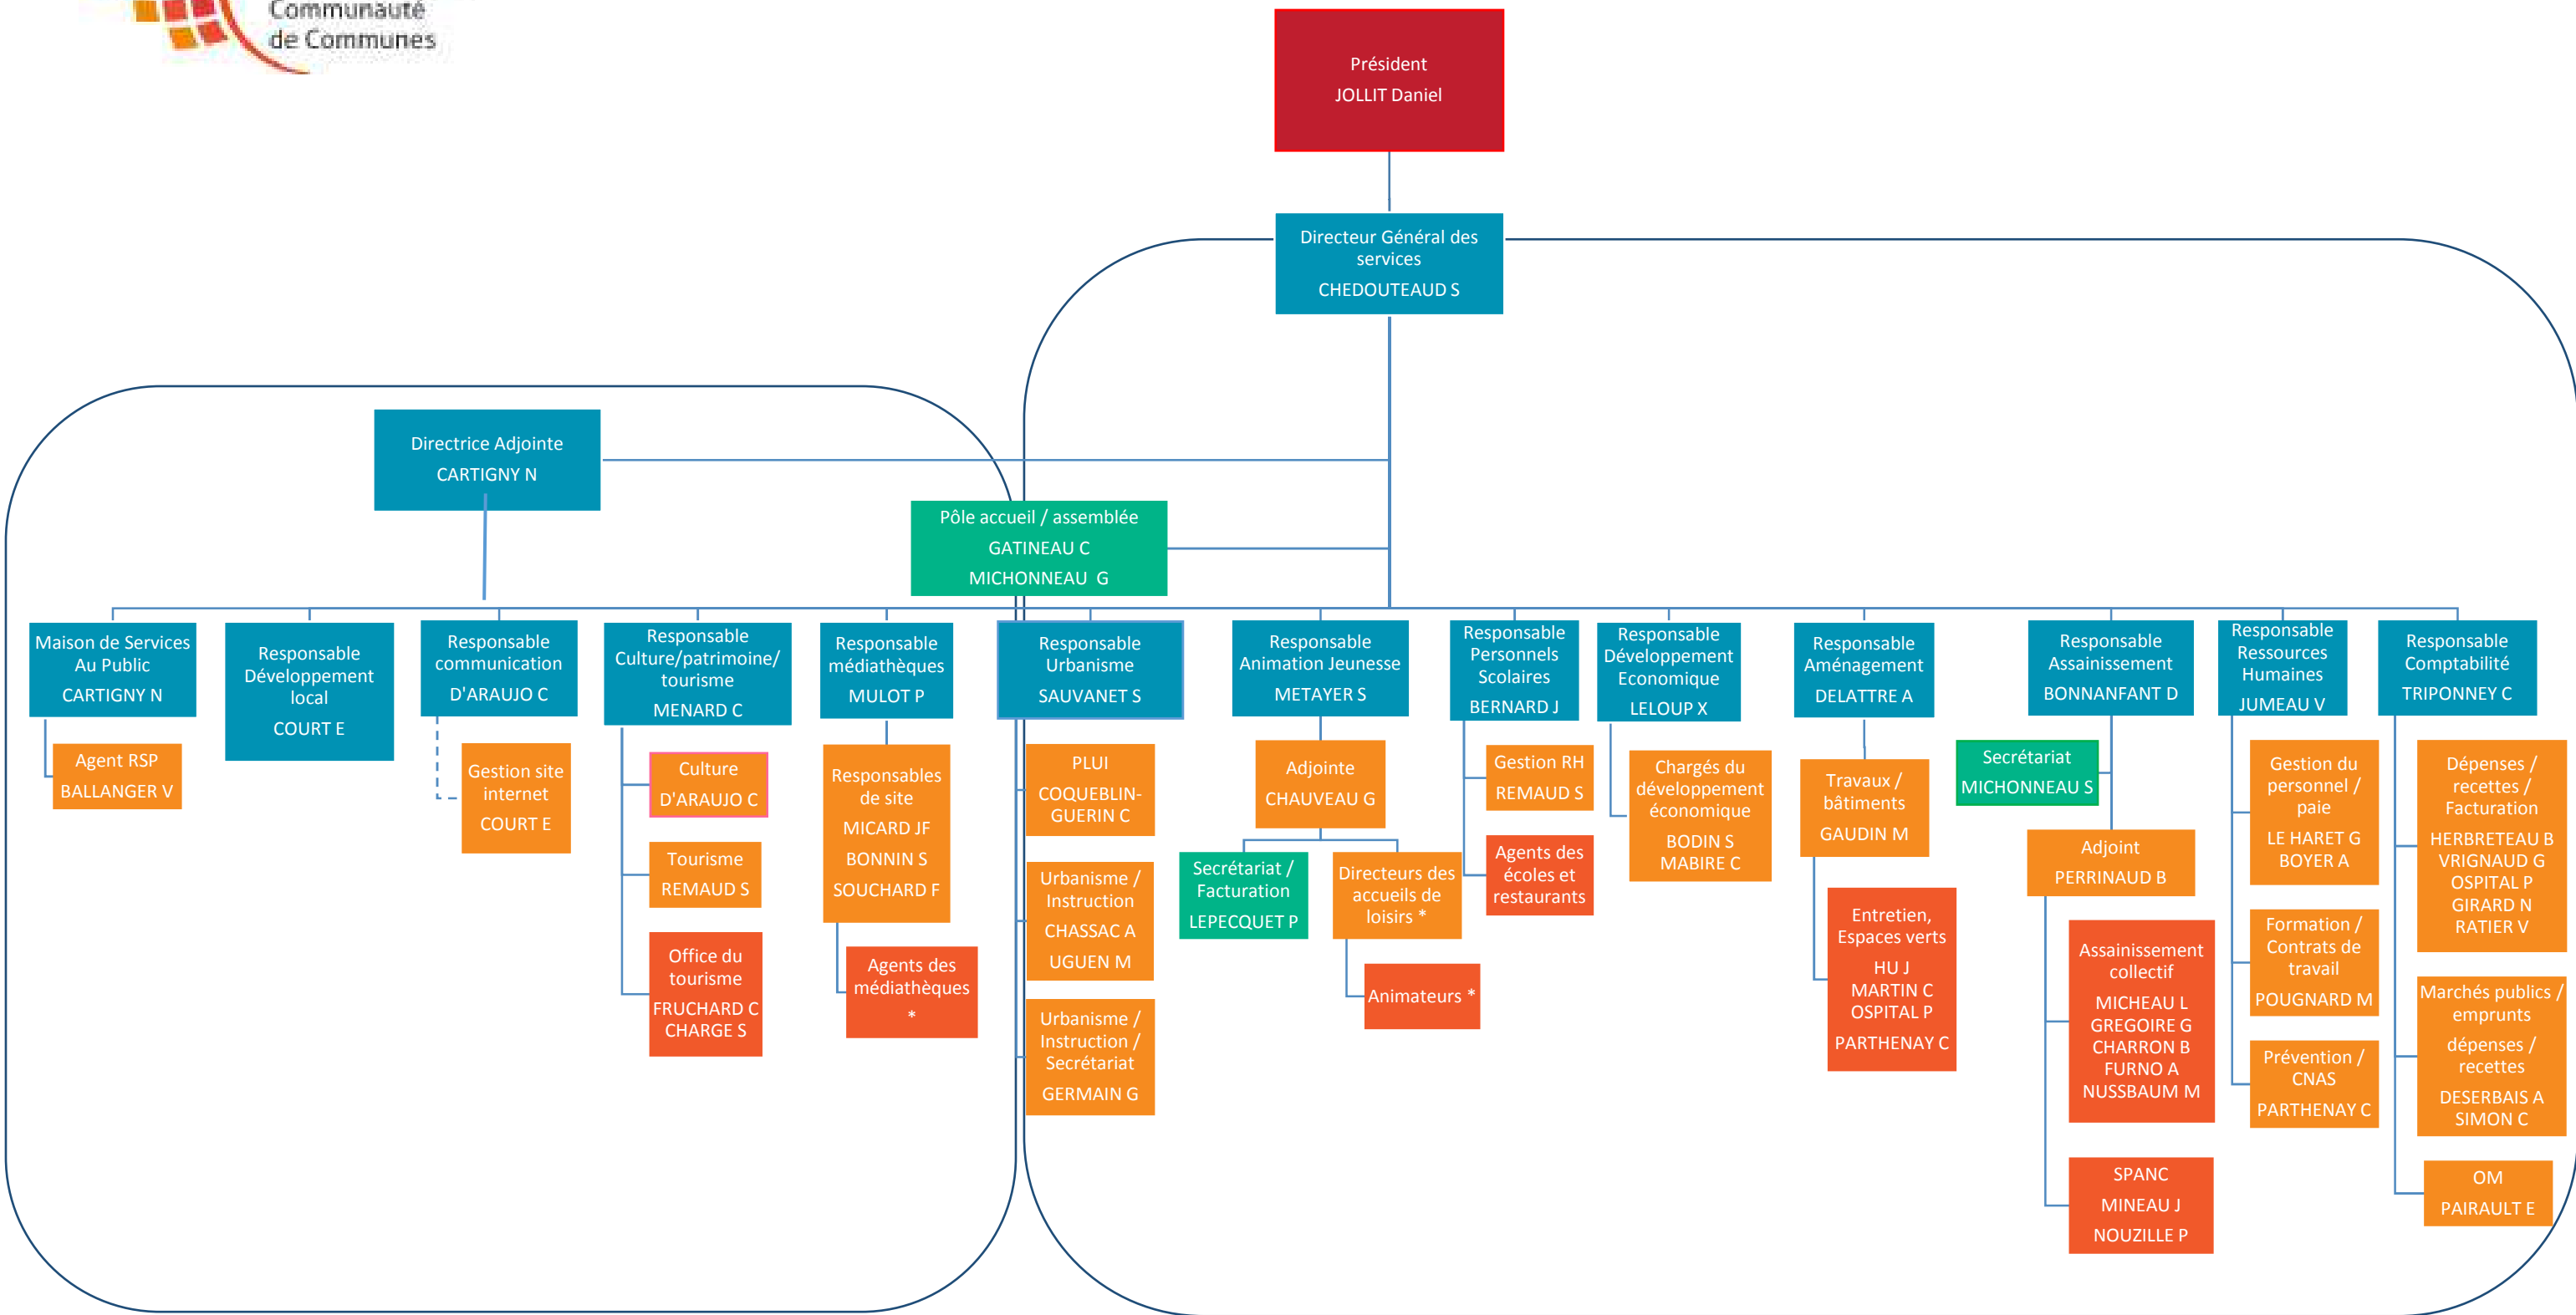 Communauté
de Communes
Président
JOLLIT Daniel
Directeur Général des
services
CHEDOUTEAUD S
Directrice Adjointe
CARTIGNY N
Pôle accueil / assemblée
GATINEAU C
MICHONNEAU G
Maison de Services
Au Public
CARTIGNY N
Agent RSP
BALLANGER V
Responsable
Développement
local
COURT E
Responsable
communication
D'ARAUJO C
Gestion site
internet
COURT E
Responsable
Culture/patrimoine/
tourisme
MENARD C
Culture
D'ARAUJO C
Tourisme
REMAUD S
Office du
tourisme
FRUCHARD C
CHARGE S
Responsable
médiathèques
MULOT P
Responsables
de site
MICARD JF
BONNIN S
SOUCHARD F
Agents des
médiathèques
*
Responsable
Urbanisme
SAUVANET S
PLUI
COQUEBLIN-
GUERIN C
Urbanisme /
Instruction
CHASSAC A
UGUEN M
Urbanisme /
Instruction /
Secrétariat
GERMAIN G
Responsable
Animation Jeunesse
METAYER S
Adjointe
CHAUVEAU G
Secrétariat /
Facturation
LEPECQUET P
Directeurs des
accueils de
loisirs *
Animateurs *
Responsable
Personnels
Scolaires
BERNARD J
Gestion RH
REMAUD S
Agents des
écoles et
restaurants
Responsable
Développement
Economique
LELOUP X
Chargés du
développement
économique
BODIN S
MABIRE C
Responsable
Aménagement
DELATTRE A
Travaux /
bâtiments
GAUDIN M
Entretien,
Espaces verts
HU J
MARTIN C
OSPITAL P
PARTHENAY C
Responsable
Assainissement
BONNANFANT D
Secrétariat
MICHONNEAU S
Adjoint
PERRINAUD B
Assainissement
collectif
MICHEAU L
GREGOIRE G
CHARRON B
FURNO A
NUSSBAUM M
SPANC
MINEAU J
NOUZILLE P
Responsable
Ressources
Humaines
JUMEAU V
Gestion du
personnel /
paie
LE HARET G
BOYER A
Formation /
Contrats de
travail
POUGNARD M
Prévention /
CNAS
PARTHENAY C
Responsable
Comptabilité
TRIPONNEY C
Dépenses /
recettes /
Facturation
HERBRETEAU B
VRIGNAUD G
OSPITAL P
GIRARD N
RATIER V
Marchés publics /
emprunts
dépenses /
recettes
DESERBAIS A
SIMON C
OM
PAIRAULT E